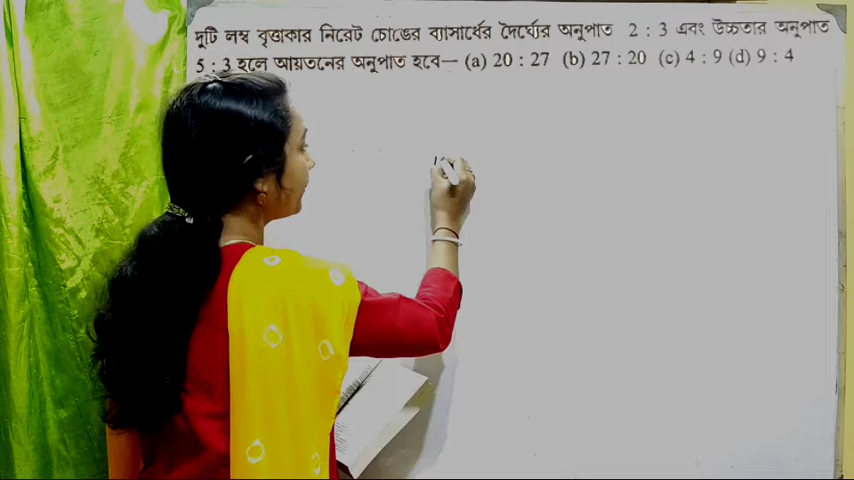 দুটি লম্ব বৃত্তাকার নিরেট চোঙের ব্যাসার্ধের দৈর্ঘ্যের অনুপাত 2 : 3 এবং উচ্চতার অনুপাত
5 : 3 হলে আয়তনের অনুপাত হবে— (a) 20 : 27 (b) 27 : 20 (c) 4 : 9 (d) 9 : 4